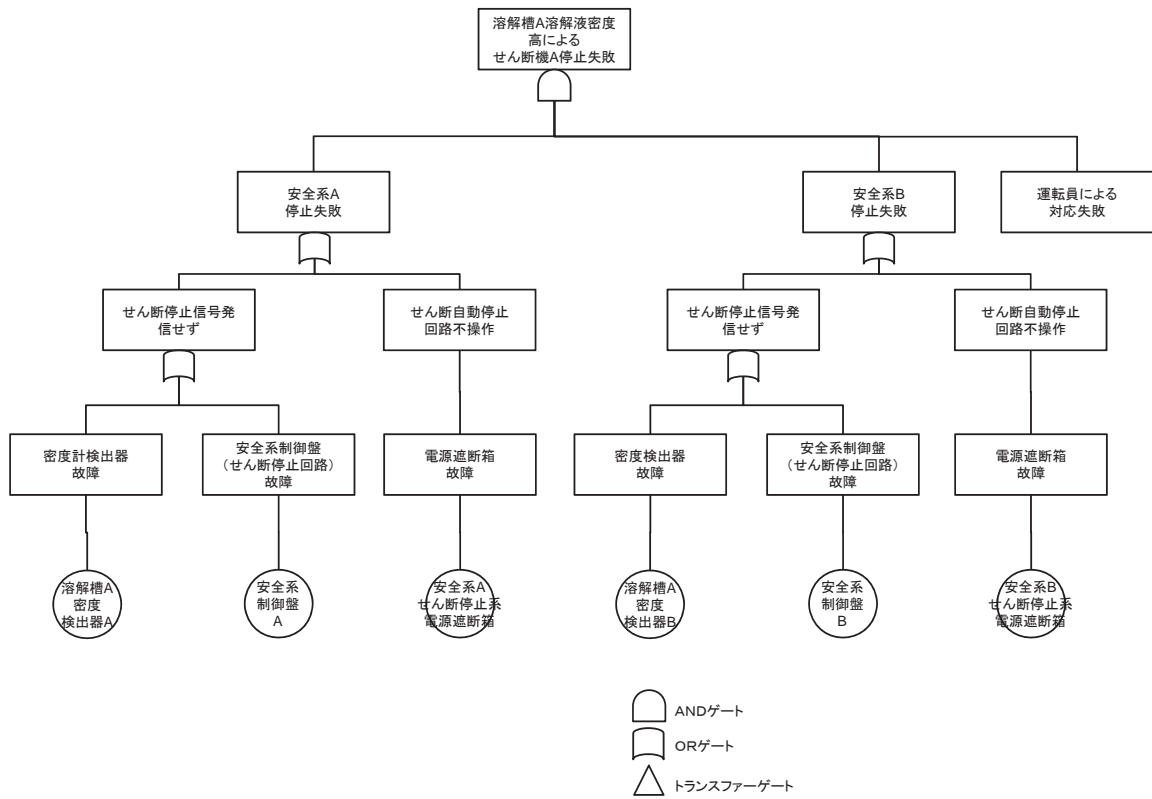 溶解槽A溶解液密度
高による
せん断機A停止失敗
安全系A
停止失敗
安全系B
停止失敗
運転員による
対応失敗
せん断停止信号発
信せず
せん断自動停止
回路不操作
せん断停止信号発
信せず
せん断自動停止
回路不操作
密度計検出器
故障
安全系制御盤
（せん断停止回路）
故障
電源遮断箱
故障
密度検出器
故障
安全系制御盤
（せん断停止回路）
故障
電源遮断箱
故障
溶解槽A
密度
検出器A
安全系
制御盤
A
安全系A
せん断停止系
電源遮断箱
溶解槽A
密度
検出器B
安全系
制御盤
B
安全系B
せん断停止系
電源遮断箱
ANDゲート
ORゲート
トランスファーゲート